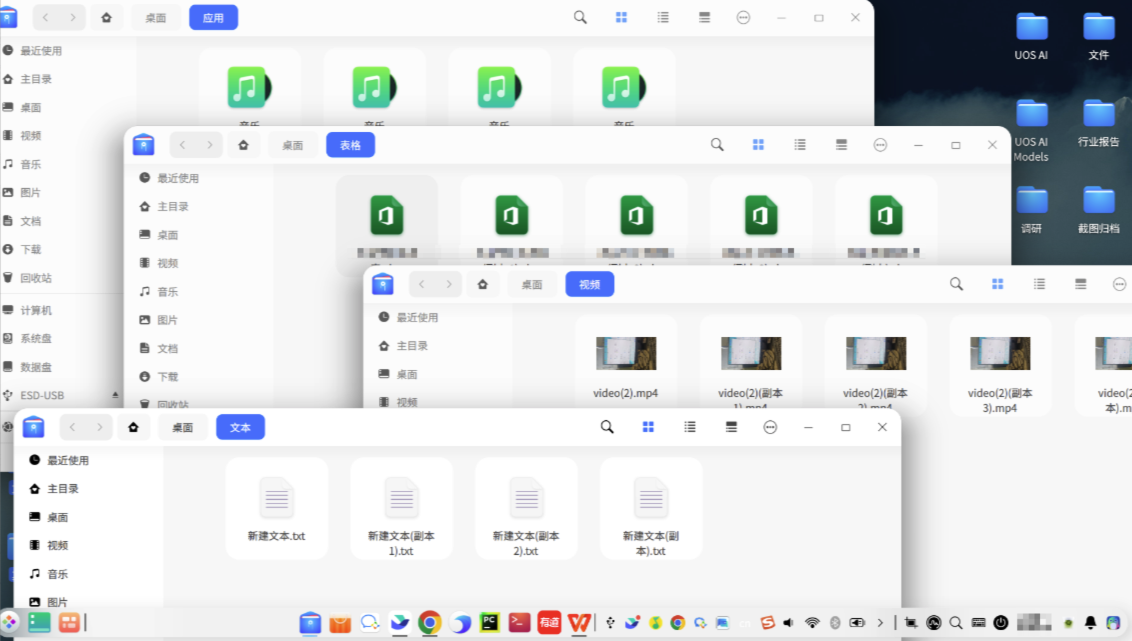 桌面
应用
最近使用
主目录
桌面
视频
音乐
图片
文档
下载
回收站
计算机
系统盘
数据盘
ESD-USB
音乐
音乐
音乐
音乐
UOS AI
文件
UOS AI
Models
行业报告
调研
截图归档
桌面
表格
最近使用
主目录
桌面
视频
音乐
图片
文档
下载
回收站
桌面
视频
最近使用
主目录
桌面
视频
video(2).mp4
video(2)(副本
1).mp4
video(2)(副本
2).mp4
video(2)(副本
3).mp4
video(2
本).m
桌面
文本
最近使用
主目录
桌面
视频
音乐
图片
新建文本.txt
新建文本(副本
1).txt
新建文本(副本
2).txt
新建文本(副
本).txt
PC
有道
cn